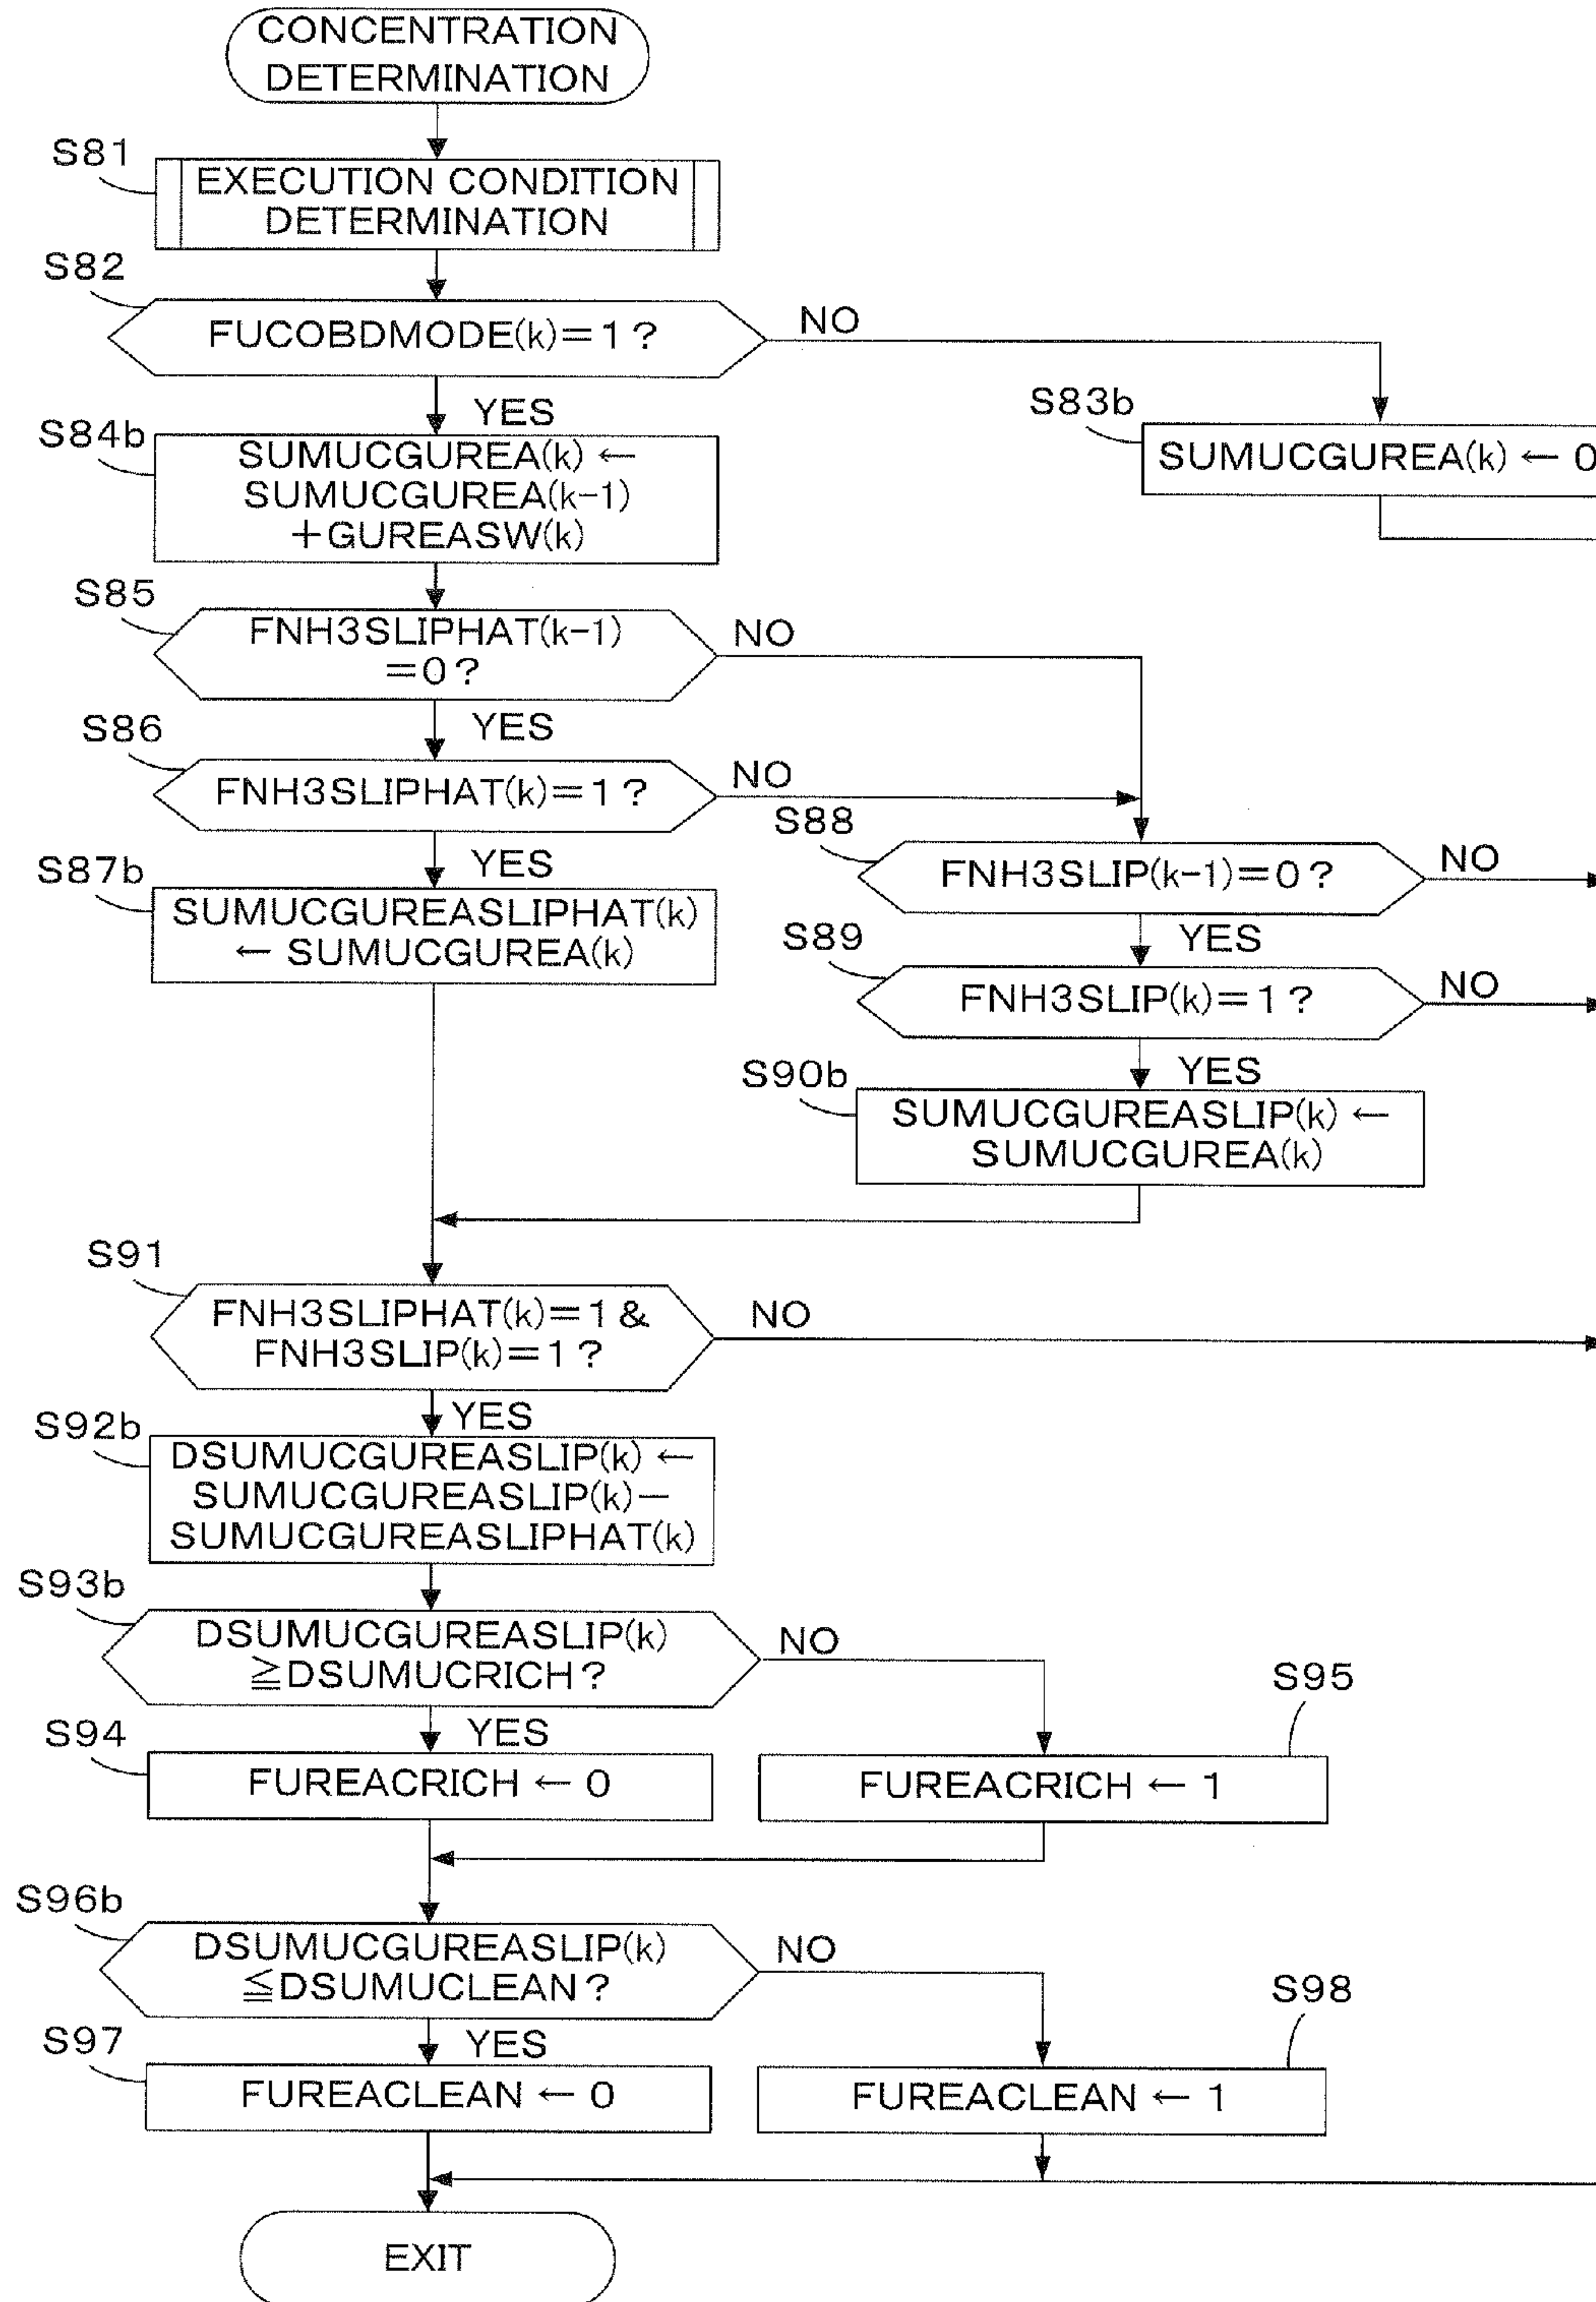 CONCENTRATION
DETERMINATION
S81
EXECUTION CONDITION
DETERMINATION
S82
FUCOBDMODE(k)=1?
NO
YES
S83b
SUMUCGUREA(k) ← 0
S84b
SUMUCGUREA(k) ←
SUMUCGUREA(k-1)
+GUREASW(k)
S85
FNH3SLIPHAT(k-1)
=0?
NO
YES
S86
FNH3SLIPHAT(k)=1?
NO
YES
S87b
SUMUCGUREASLIPHAT(k)
← SUMUCGUREA(k)
S88
FNH3SLIP(k-1)=0?
NO
YES
S89
FNH3SLIP(k)=1?
NO
YES
S90b
SUMUCGUREASLIP(k) ←
SUMUCGUREA(k)
S91
FNH3SLIPHAT(k)=1&
FNH3SLIP(k)=1?
NO
YES
S92b
DSUMUCGUREASLIP(k) ←
SUMUCGUREASLIP(k)−
SUMUCGUREASLIPHAT(k)
S93b
DSUMUCGUREASLIP(k)
≧DSUMUCRICH?
NO
YES
S94
FUREACRICH ← 0
S95
FUREACRICH ← 1
S96b
DSUMUCGUREASLIP(k)
≦DSUMUCLEAN?
NO
YES
S97
FUREACLEAN ← 0
S98
FUREACLEAN ← 1
EXIT